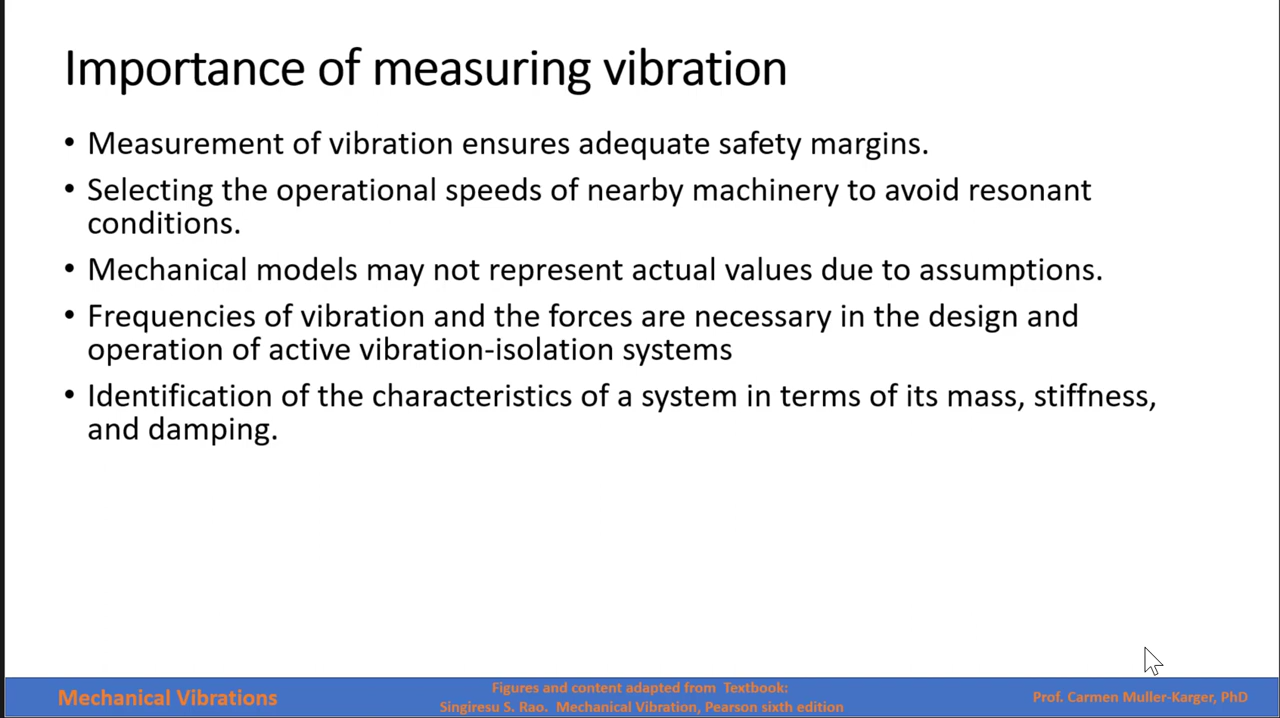 Importance of measuring vibration
• Measurement of vibration ensures adequate safety margins.
• Selecting the operational speeds of nearby machinery to avoid resonant
conditions.
• Mechanical models may not represent actual values due to assumptions.
• Frequencies of vibration and the forces are necessary in the design and
operation of active vibration-isolation systems
• Identification of the characteristics of a system in terms of its mass, stiffness,
and damping.
Mechanical Vibrations
Figures and content adapted from Textbook:
Singiresu S. Rao. Mechanical Vibration, Pearson sixth edition
Prof. Carmen Muller-Karger, PhD